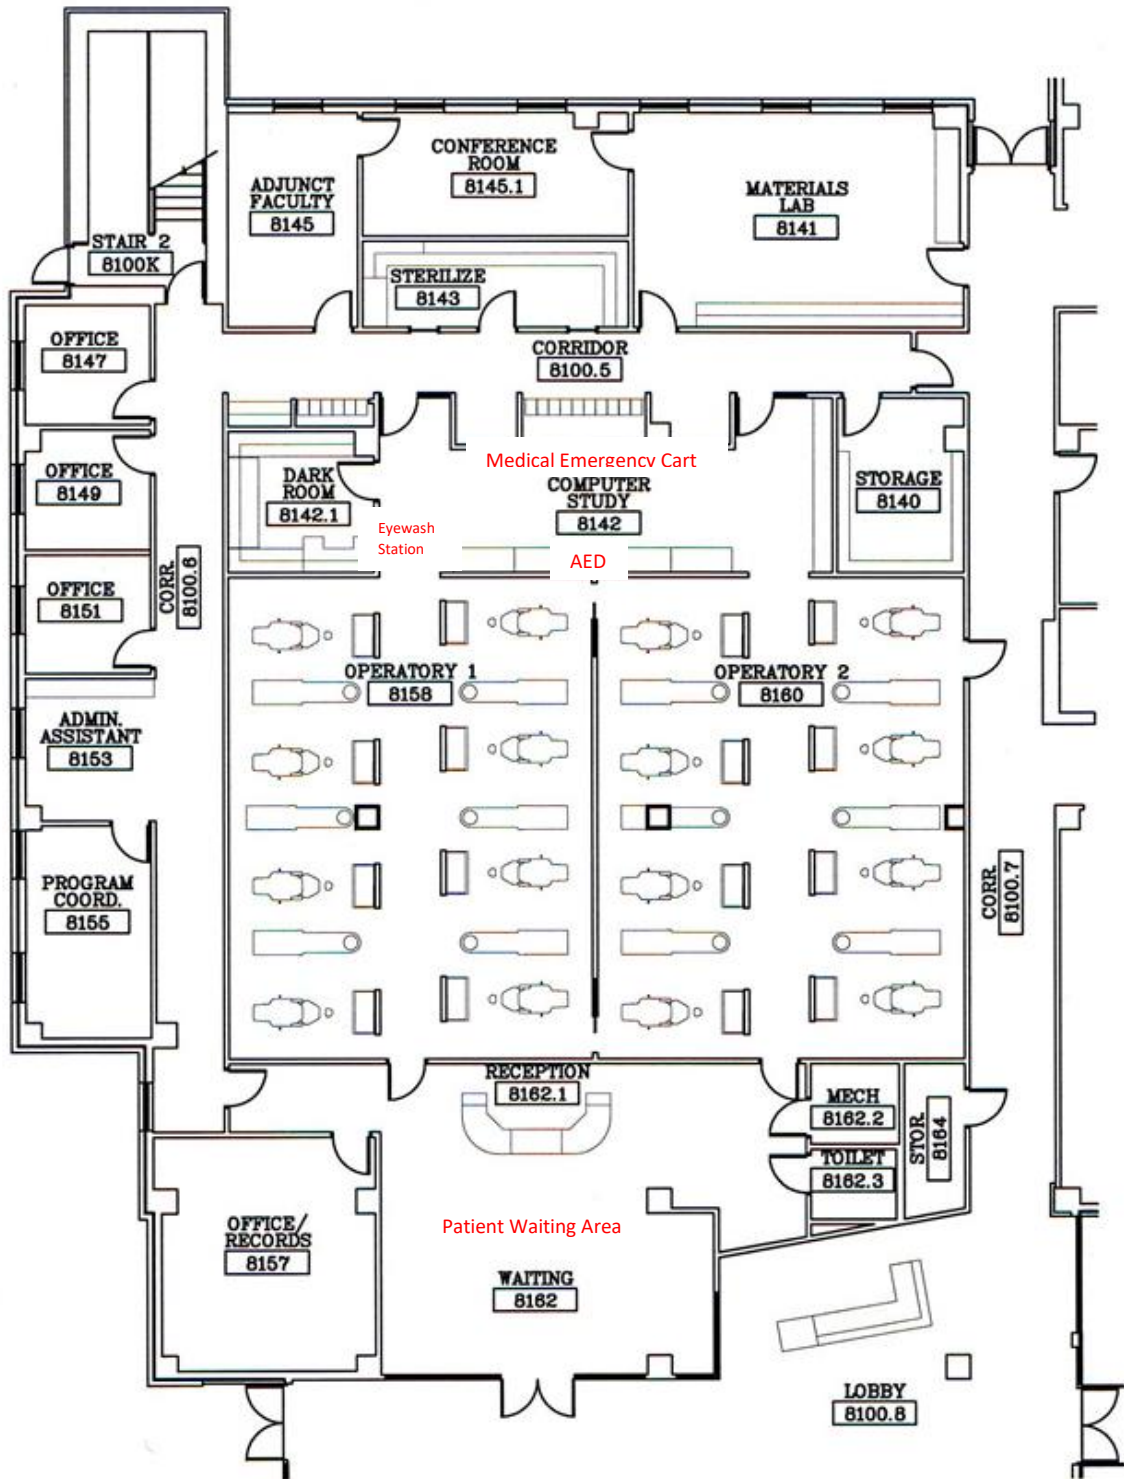 CONFERENCE
ROOM
8145.1
ADJUNCT
FACULTY
8145
MATERIALS
LAB
8141
STAIR 2
8100K
STERILIZE
8143
OFFICE
8147
CORRIDOR
8100.5
OFFICE
8149
DARK
ROOM
8142.1
Medical Emergency Cart
COMPUTER
STUDY
8142
STORAGE
8140
Eyewash
Station
AED
OFFICE
8151
CORR.
8100.6
OPERATORY 1
8158
OPERATORY 2
8160
ADMIN.
ASSISTANT
8153
PROGRAM
COORD.
8155
CORR.
8100.7
RECEPTION
8162.1
MECH
8162.2
STOR.
8164
TOILET
8162.3
OFFICE/
RECORDS
8157
Patient Waiting Area
WAITING
8162
LOBBY
8100.8